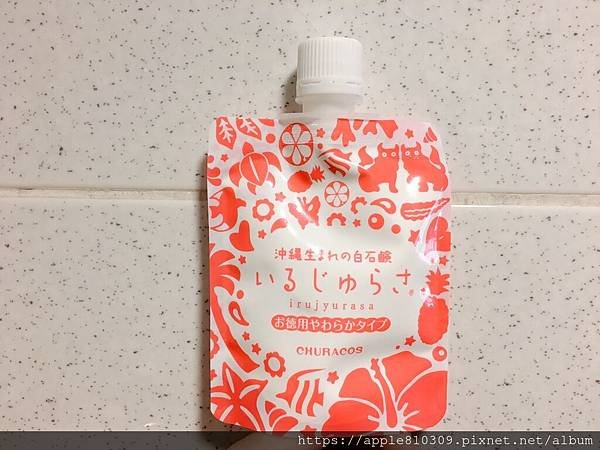 沖縄生まれの白石鹸
いるじゅらさ®
irujyurasa
お徳用やわらかタイプ
CHURACOS
https://apple810309.pixnet.net/album